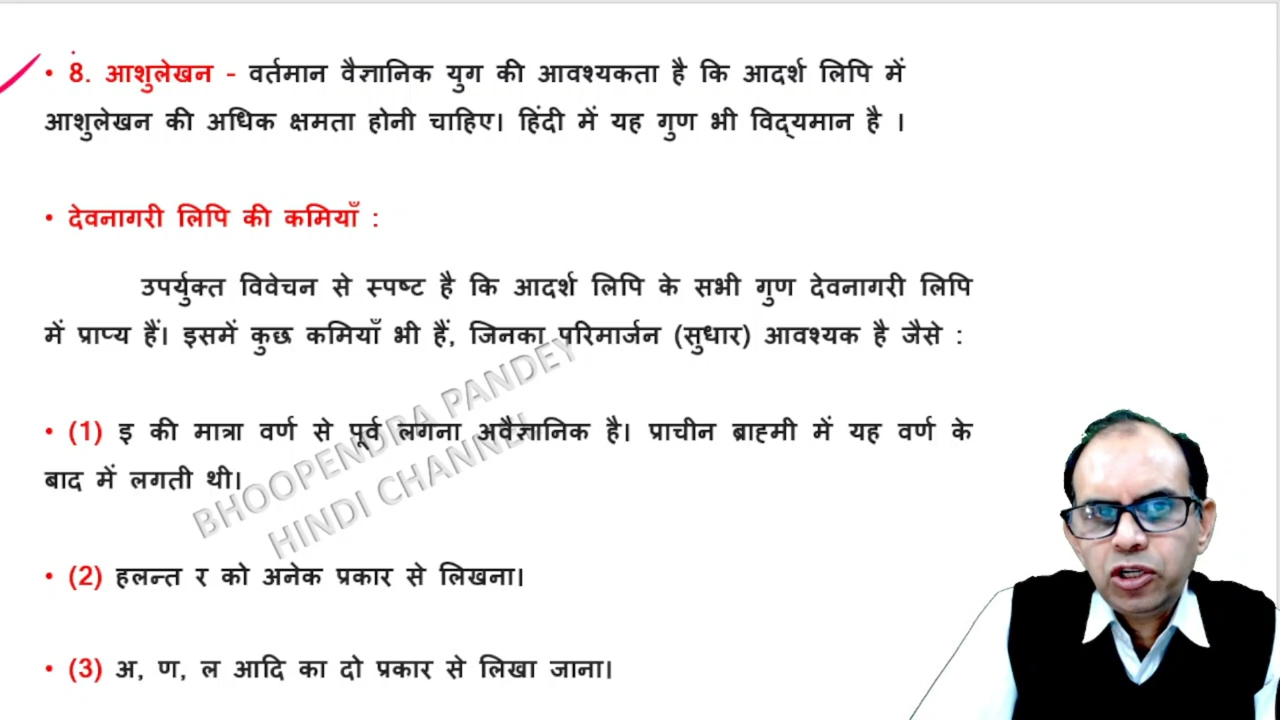 • 8. आशुलेखन - वर्तमान वैज्ञानिक युग की आवश्यकता है कि आदर्श लिपि में
आशुलेखन की अधिक क्षमता होनी चाहिए। हिंदी में यह गुण भी विद्यमान है ।
• देवनागरी लिपि की कमियाँ :
उपर्युक्त विवेचन से स्पष्ट है कि आदर्श लिपि के सभी गुण देवनागरी लिपि
में प्राप्य हैं। इसमें कुछ कमियाँ भी हैं, जिनका परिमार्जन (सुधार) आवश्यक है जैसे :
• (1) इ की मात्रा वर्ण से पूर्व लगना अवैज्ञानिक है। प्राचीन ब्राह्मी में यह वर्ण के
बाद में लगती थी।
BHOOPENDRA PANDEY
HINDI CHANNEL
• (2) हलन्त र को अनेक प्रकार से लिखना।
• (3) अ, ण, ल आदि का दो प्रकार से लिखा जाना।